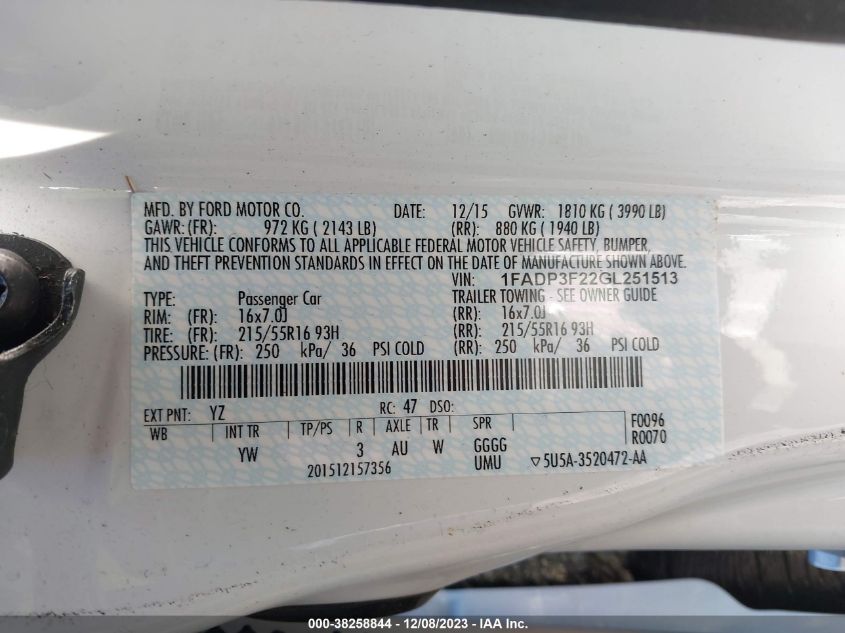 MFD. BY FORD MOTOR CO. DATE: 12/15 GVWR: 1810 KG ( 3990 LB)
GAWR: (FR): 972 KG ( 2143 LB) (RR): 880 KG ( 1940 LB)
THIS VEHICLE CONFORMS TO ALL APPLICABLE FEDERAL MOTOR VEHICLE SAFETY, BUMPER,
AND THEFT PREVENTION STANDARDS IN EFFECT ON THE DATE OF MANUFACTURE SHOWN ABOVE.
VIN: 1FADP3F22GL251513
TYPE: Passenger Car TRAILER TOWING - SEE OWNER GUIDE
RIM: (FR): 16x7.0J (RR): 16x7.0J
TIRE: (FR): 215/55R16 93H (RR): 215/55R16 93H
PRESSURE: (FR): 250 kPa/ 36 PSI COLD (RR): 250 kPa/ 36 PSI COLD
EXT PNT: YZ RC: 47 DSO:
WB INT TR TP/PS R AXLE TR SPR F0096
YW 3 AU W GGGG R0070
201512157356 UMU ▽5U5A-3520472-AA
000-38258844 - 12/08/2023 - IAA Inc.